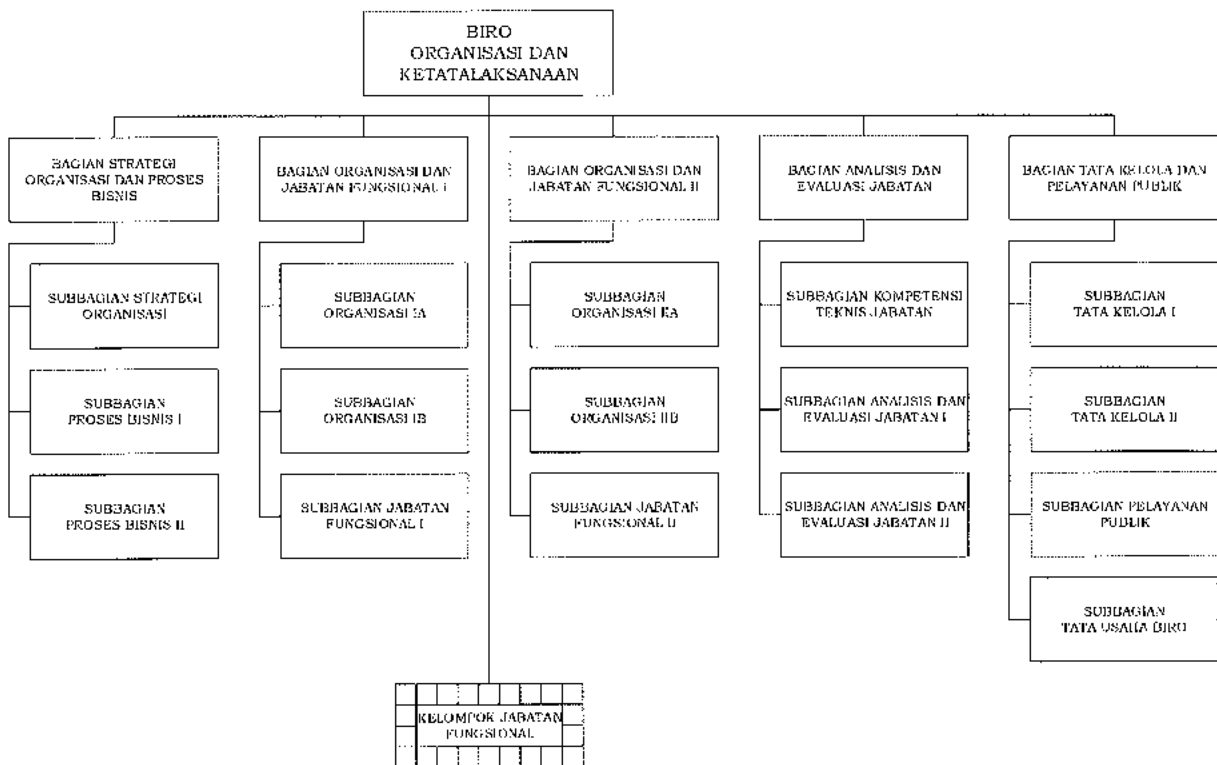 BIRO
ORGANISASI DAN
KETATALAKSANAAN
BAGIAN STRATEGI
ORGANISASI DAN PROSES
BISNIS
BAGIAN ORGANISASI DAN
JABATAN FUNGSIONAL I
BAGIAN ORGANISASI DAN
JABATAN FUNGSIONAL II
BAGIAN ANALISIS DAN
EVALUASI JABATAN
BAGIAN TATA KELOLA DAN
PELAYANAN PUBLIK
SUBBAGIAN STRATEGI
ORGANISASI
SUBBAGIAN
ORGANISASI IA
SUBBAGIAN
ORGANISASI IIA
SUBBAGIAN KOMPETENSI
TEKNIS JABATAN
SUBBAGIAN
TATA KELOLA I
SUBBAGIAN
PROSES BISNIS I
SUBBAGIAN
ORGANISASI IB
SUBBAGIAN
ORGANISASI IIB
SUBBAGIAN ANALISIS DAN
EVALUASI JABATAN I
SUBBAGIAN
TATA KELOLA II
SUBBAGIAN
PROSES BISNIS II
SUBBAGIAN JABATAN
FUNGSIONAL I
SUBBAGIAN JABATAN
FUNGSIONAL II
SUBBAGIAN ANALISIS DAN
EVALUASI JABATAN II
SUBBAGIAN PELAYANAN
PUBLIK
SUBBAGIAN
TATA USAHA BIRO
KELOMPOK JABATAN
FUNGSIONAL